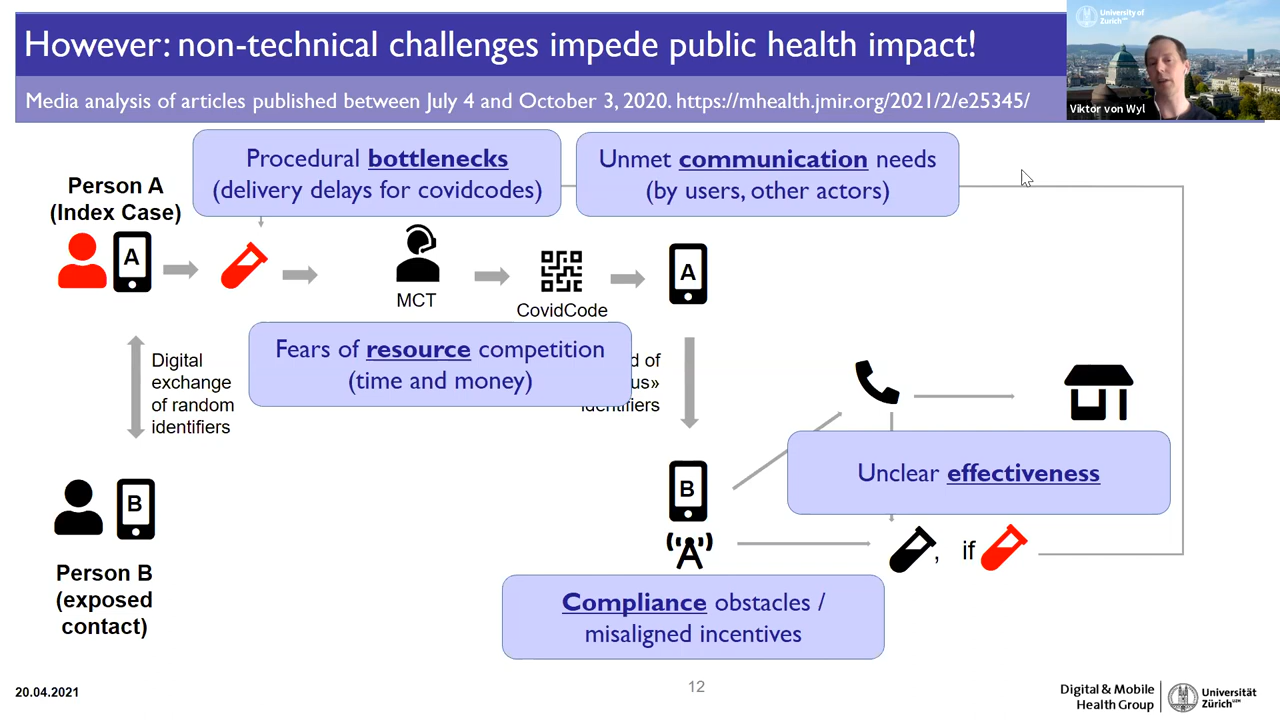 However: non-technical challenges impede public health impact!
Media analysis of articles published between July 4 and October 3, 2020. https://mhealth.jmir.org/2021/2/e25345/
University of
Zurich
Viktor von Wyl
Procedural bottlenecks
(delivery delays for covidcodes)
Unmet communication needs
(by users, other actors)
Person A
(Index Case)
A
MCT
CovidCode
A
Digital
exchange
of random
identifiers
Fears of resource competition
(time and money)
d of
us»
identifiers
B
Person B
(exposed
contact)
B
Unclear effectiveness
, if
Compliance obstacles /
misaligned incentives
20.04.2021
12
Digital & Mobile
Health Group
Universität
Zürich